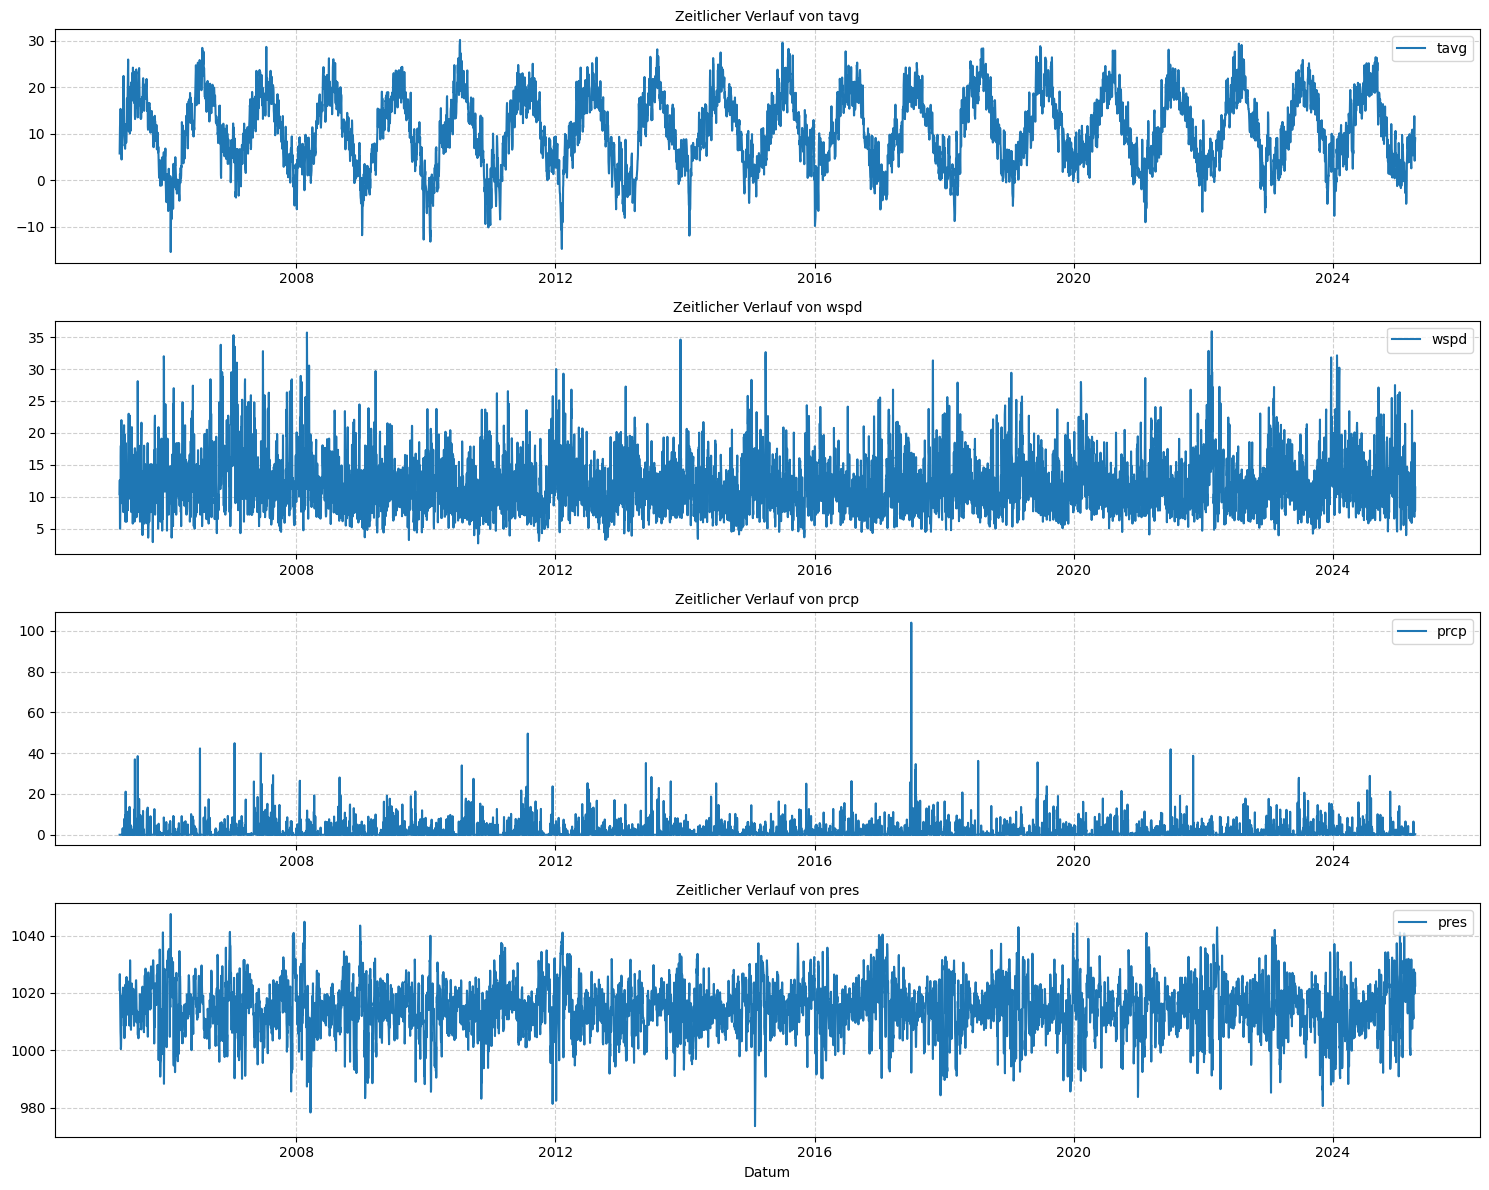 Zeitlicher Verlauf von tavg
30
20
10
0
−10
tavg
2008 2012 2016 2020 2024
Zeitlicher Verlauf von wspd
35
30
25
20
15
10
5
wspd
2008 2012 2016 2020 2024
Zeitlicher Verlauf von prcp
100
80
60
40
20
0
prcp
2008 2012 2016 2020 2024
Zeitlicher Verlauf von pres
1040
1020
1000
980
pres
2008 2012 2016 2020 2024
Datum